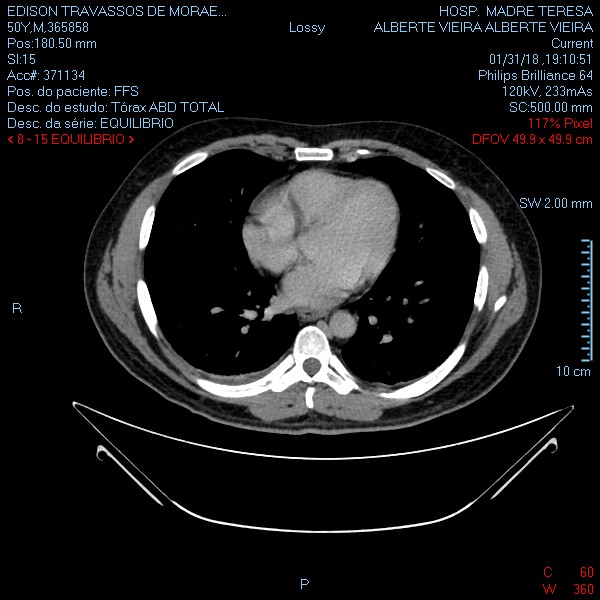 EDISON TRAVASSOS DE MORAE...
50Y,M,365858
Pos:180.50 mm
SI:15
Acc#: 371134
Pos. do paciente: FFS
Desc. do estudo: Tórax ABD TOTAL
Desc. da série: EQUILIBRIO
< 8 - 15 EQUILIBRIO >
Lossy
HOSP. MADRE TERESA
ALBERTE VIEIRA ALBERTE VIEIRA
Current
01/31/18 ,19:10:51
Philips Brilliance 64
120kV, 233mAs
SC:500.00 mm
117% Pixel
DFOV 49.9 x 49.9 cm
SW 2.00 mm
R
10 cm
P
C 60
W 360